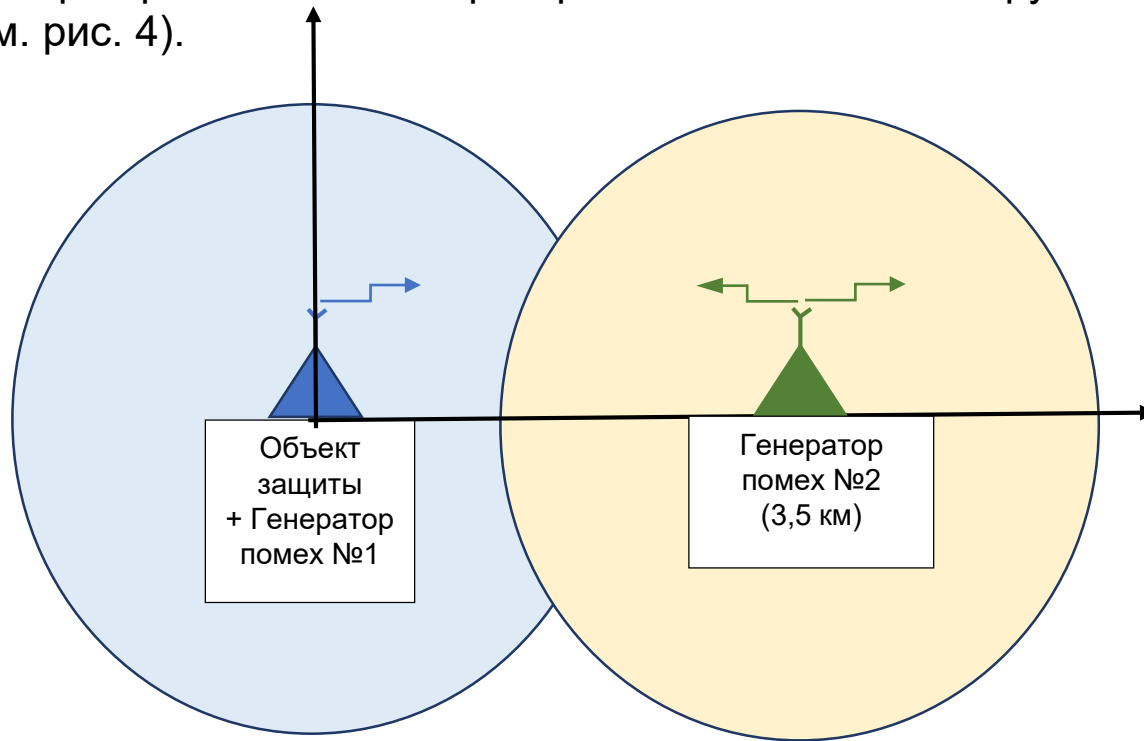 м. рис. 4).
Объект
защиты
+ Генератор
помех №1
Генератор
помех №2
(3,5 км)